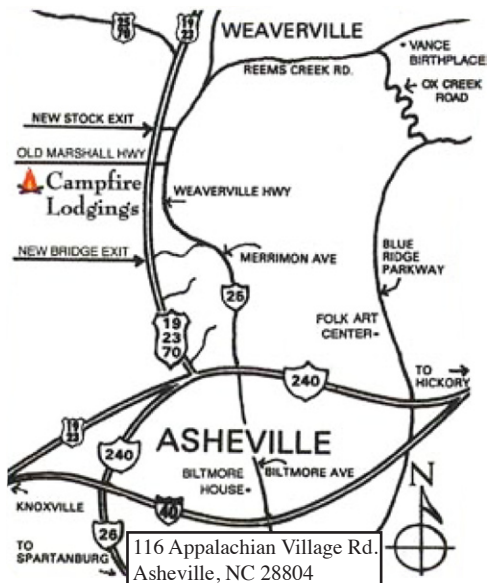 25
70
19
23
WEAVERVILLE
• VANCE
BIRTHPLACE
REEMS CREEK RD.
OX CREEK
ROAD
NEW STOCK EXIT
OLD MARSHALL HWY
Campfire
Lodgings
WEAVERVILLE HWY
NEW BRIDGE EXIT
MERRIMON AVE
BLUE
RIDGE
PARKWAY
25
19
23
70
FOLK ART
CENTER
TO
HICKORY
240
240
19
23
ASHEVILLE
BILTMORE
HOUSE
BILTMORE AVE
N
KNOXVILLE
40
26
TO
SPARTANBURG
116 Appalachian Village Rd.
Asheville, NC 28804